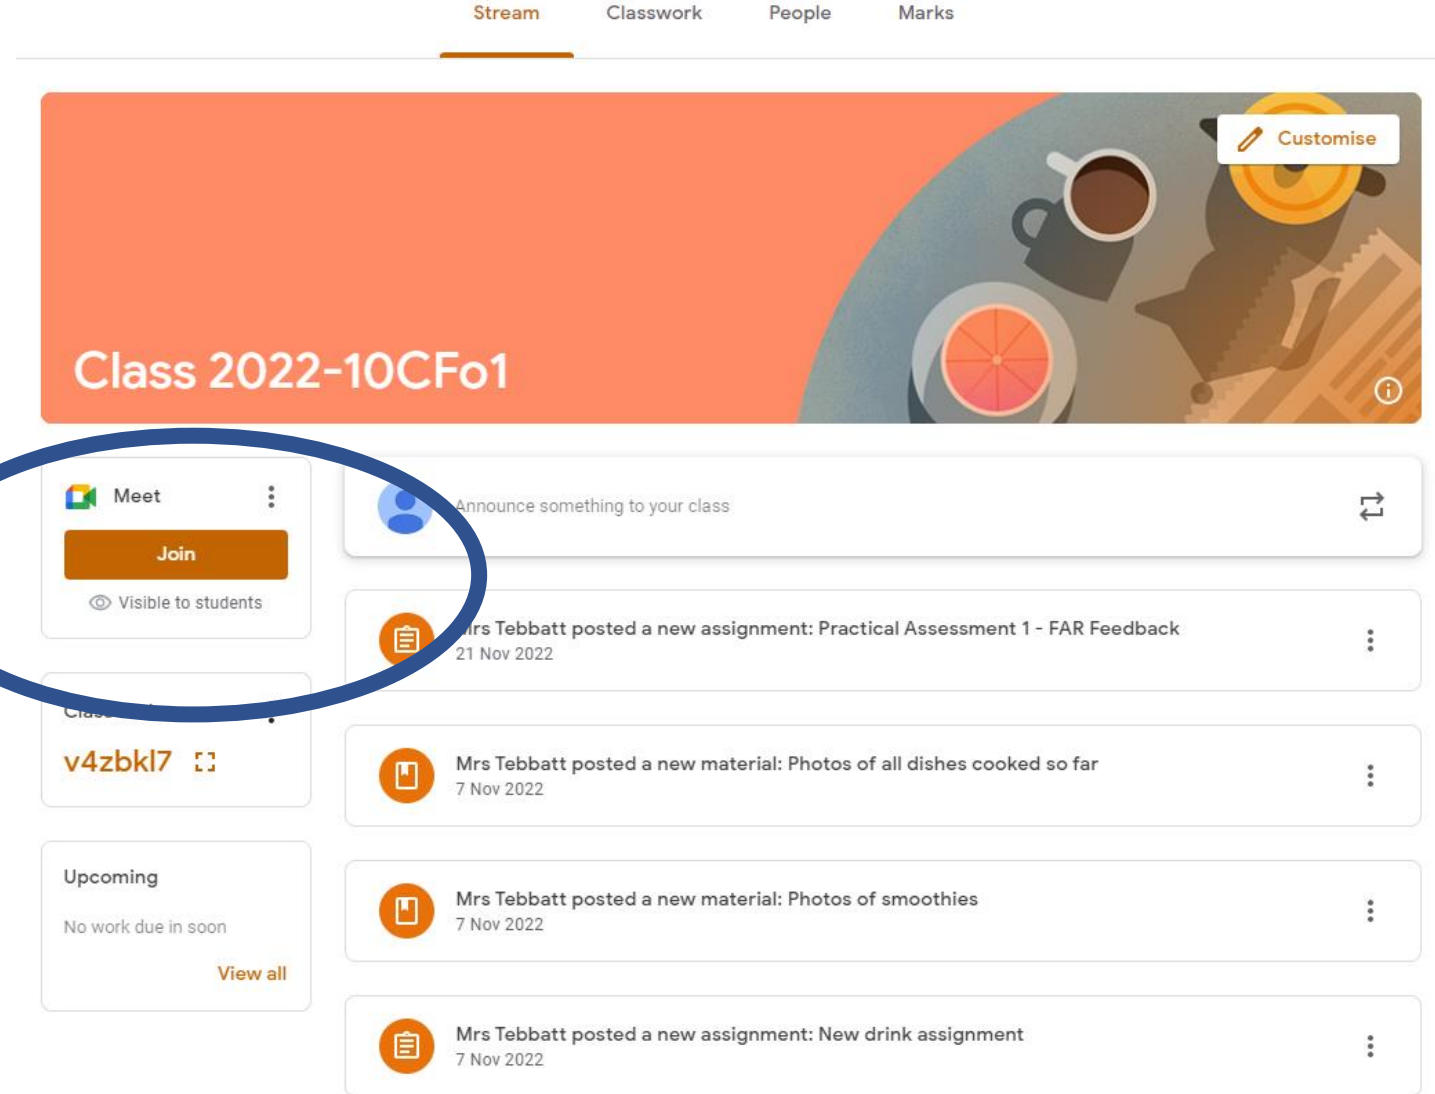 Stream Classwork People Marks
Customise
Class 2022-10CFo1
Meet
Join
Visible to students
Announce something to your class
Mrs Tebbatt posted a new assignment: Practical Assessment 1 - FAR Feedback
21 Nov 2022
v4zbkl7
Mrs Tebbatt posted a new material: Photos of all dishes cooked so far
7 Nov 2022
Upcoming
No work due in soon
View all
Mrs Tebbatt posted a new material: Photos of smoothies
7 Nov 2022
Mrs Tebbatt posted a new assignment: New drink assignment
7 Nov 2022